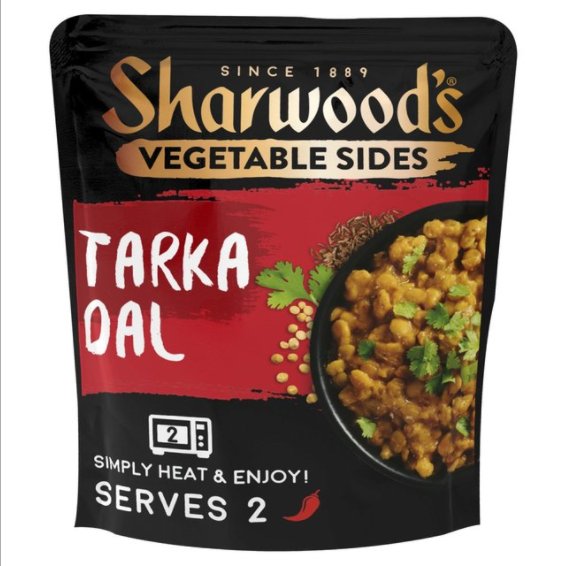 SINCE 1889
Sharwood's®
VEGETABLE SIDES
TARKA
DAL
2
SIMPLY HEAT & ENJOY!
SERVES 2